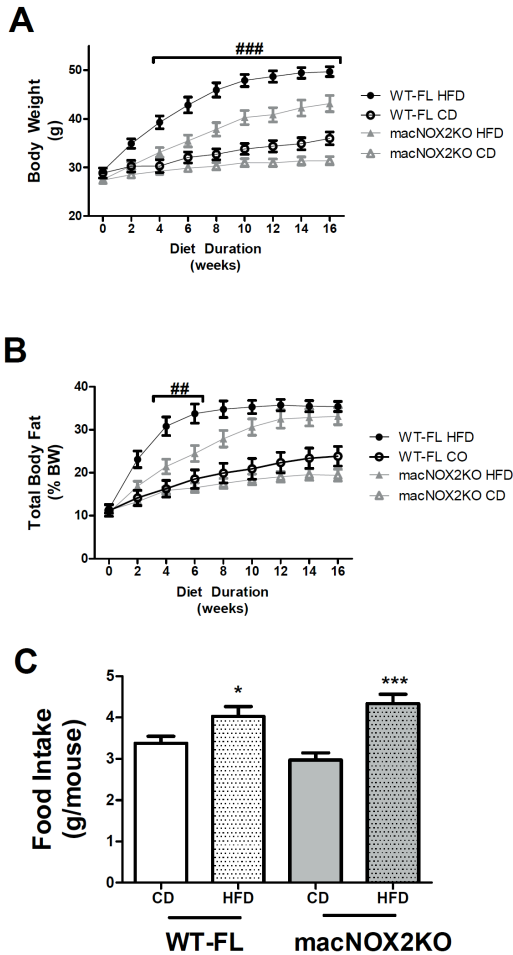 A
###
50
40
30
20
Body Weight
(g)
0 2 4 6 8 10 12 14 16
Diet Duration
(weeks)
WT-FL HFD
WT-FL CD
macNOX2KO HFD
macNOX2KO CD
B
##
40
30
20
10
0
Total Body Fat
(% BW)
0 2 4 6 8 10 12 14 16
Diet Duration
(weeks)
WT-FL HFD
WT-FL CO
macNOX2KO HFD
macNOX2KO CD
C
5
4
3
2
1
0
Food Intake
(g/mouse)
* ***
CD HFD CD HFD
WT-FL macNOX2KO